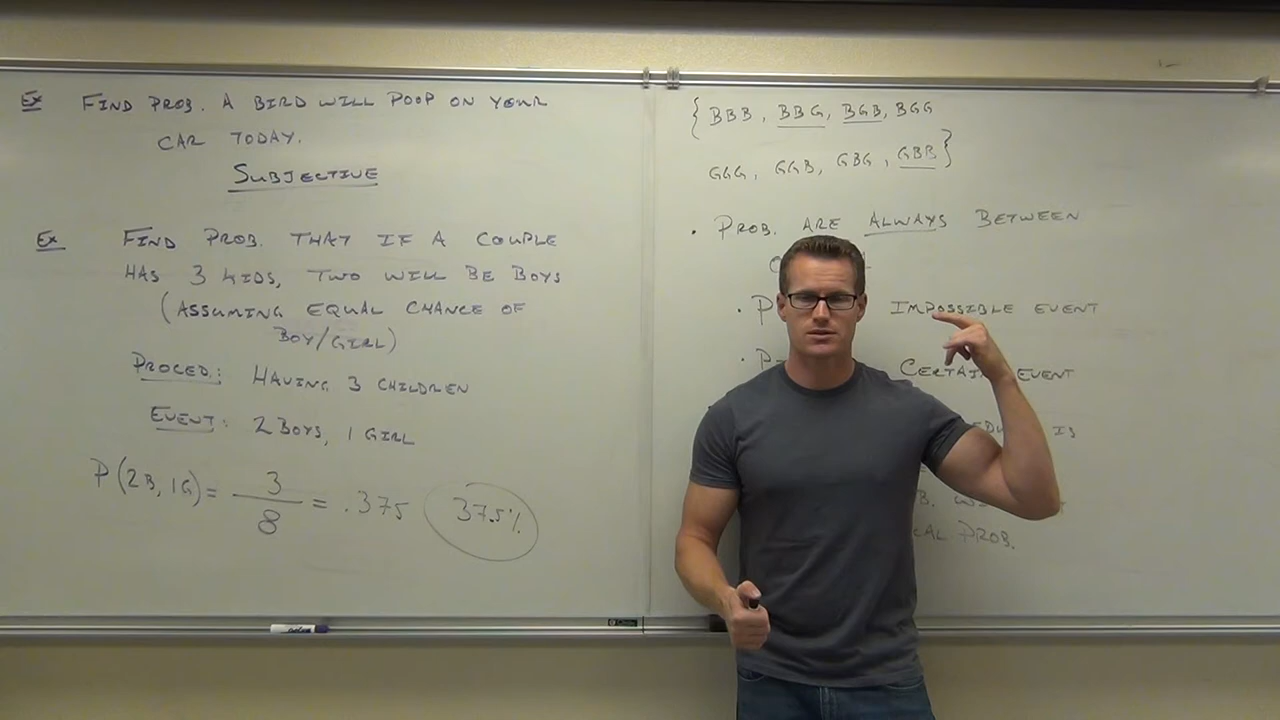 Ex FIND PROB. A BIRD WILL POOP ON YOUR
CAR TODAY.
SUBJECTIVE
Ex FIND PROB. THAT IF A COUPLE
HAS 3 KIDS, TWO WILL BE BOYS
(ASSUMING EQUAL CHANCE OF
BOY/GIRL)
PROCED.: HAVING 3 CHILDREN
EVENT: 2 BOYS, 1 GIRL
P(2B, 1G) = 3/8 = .375 37.5%
{BBB, BBG, BGB, BGG
GGG, GGB, GBG, GBB}
• PROB. ARE ALWAYS BETWEEN
• P IMPOSSIBLE EVENT
• P CERTAIN EVENT
IS
PROB.